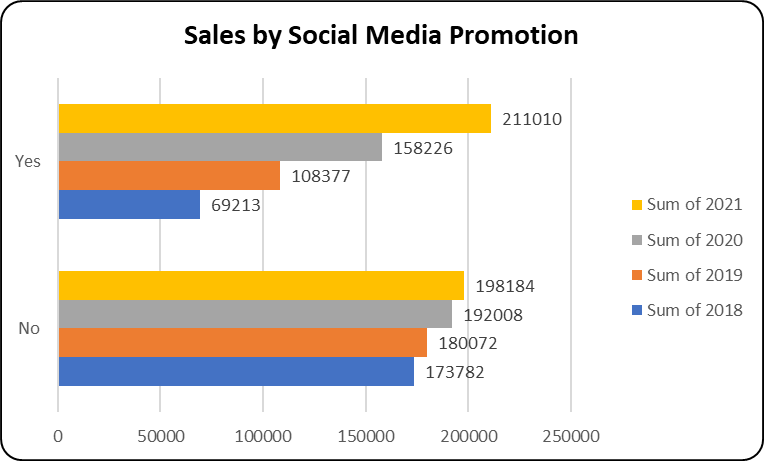 Sales by Social Media Promotion
Yes
211010
158226
108377
69213
No
198184
192008
180072
173782
0 50000 100000 150000 200000 250000
Sum of 2021
Sum of 2020
Sum of 2019
Sum of 2018